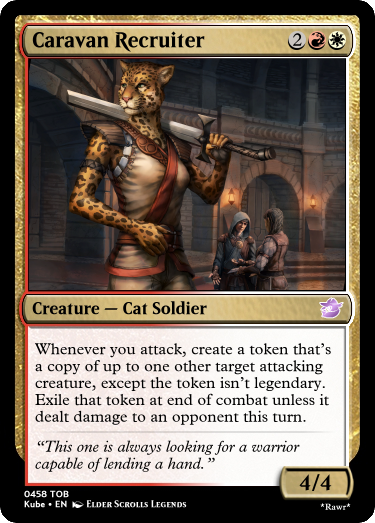 Caravan Recruiter 2
Creature — Cat Soldier
Whenever you attack, create a token that's
a copy of up to one other target attacking
creature, except the token isn't legendary.
Exile that token at end of combat unless it
dealt damage to an opponent this turn.
“This one is always looking for a warrior
capable of lending a hand.”
4/4
0458 TOB
Kube • EN Elder Scrolls Legends
*Rawr*